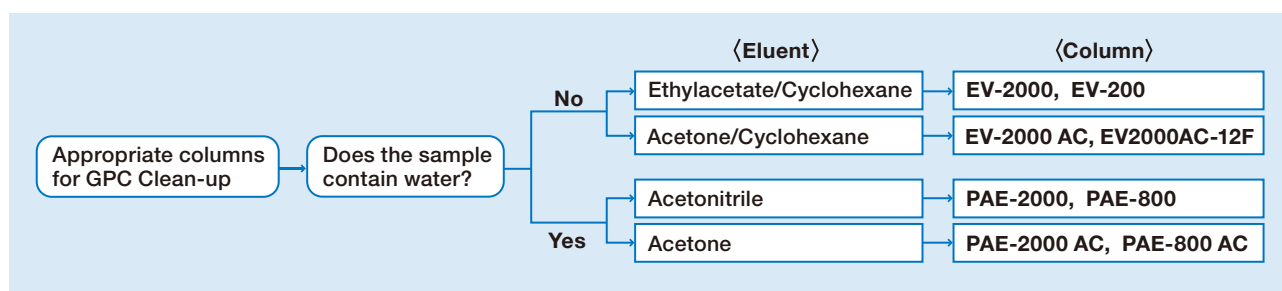 〈Eluent〉 〈Column〉
No
Ethylacetate/Cyclohexane EV-2000, EV-200
Acetone/Cyclohexane EV-2000 AC, EV2000AC-12F
Appropriate columns
for GPC Clean-up
Does the sample
contain water?
Yes
Acetonitrile PAE-2000, PAE-800
Acetone PAE-2000 AC, PAE-800 AC